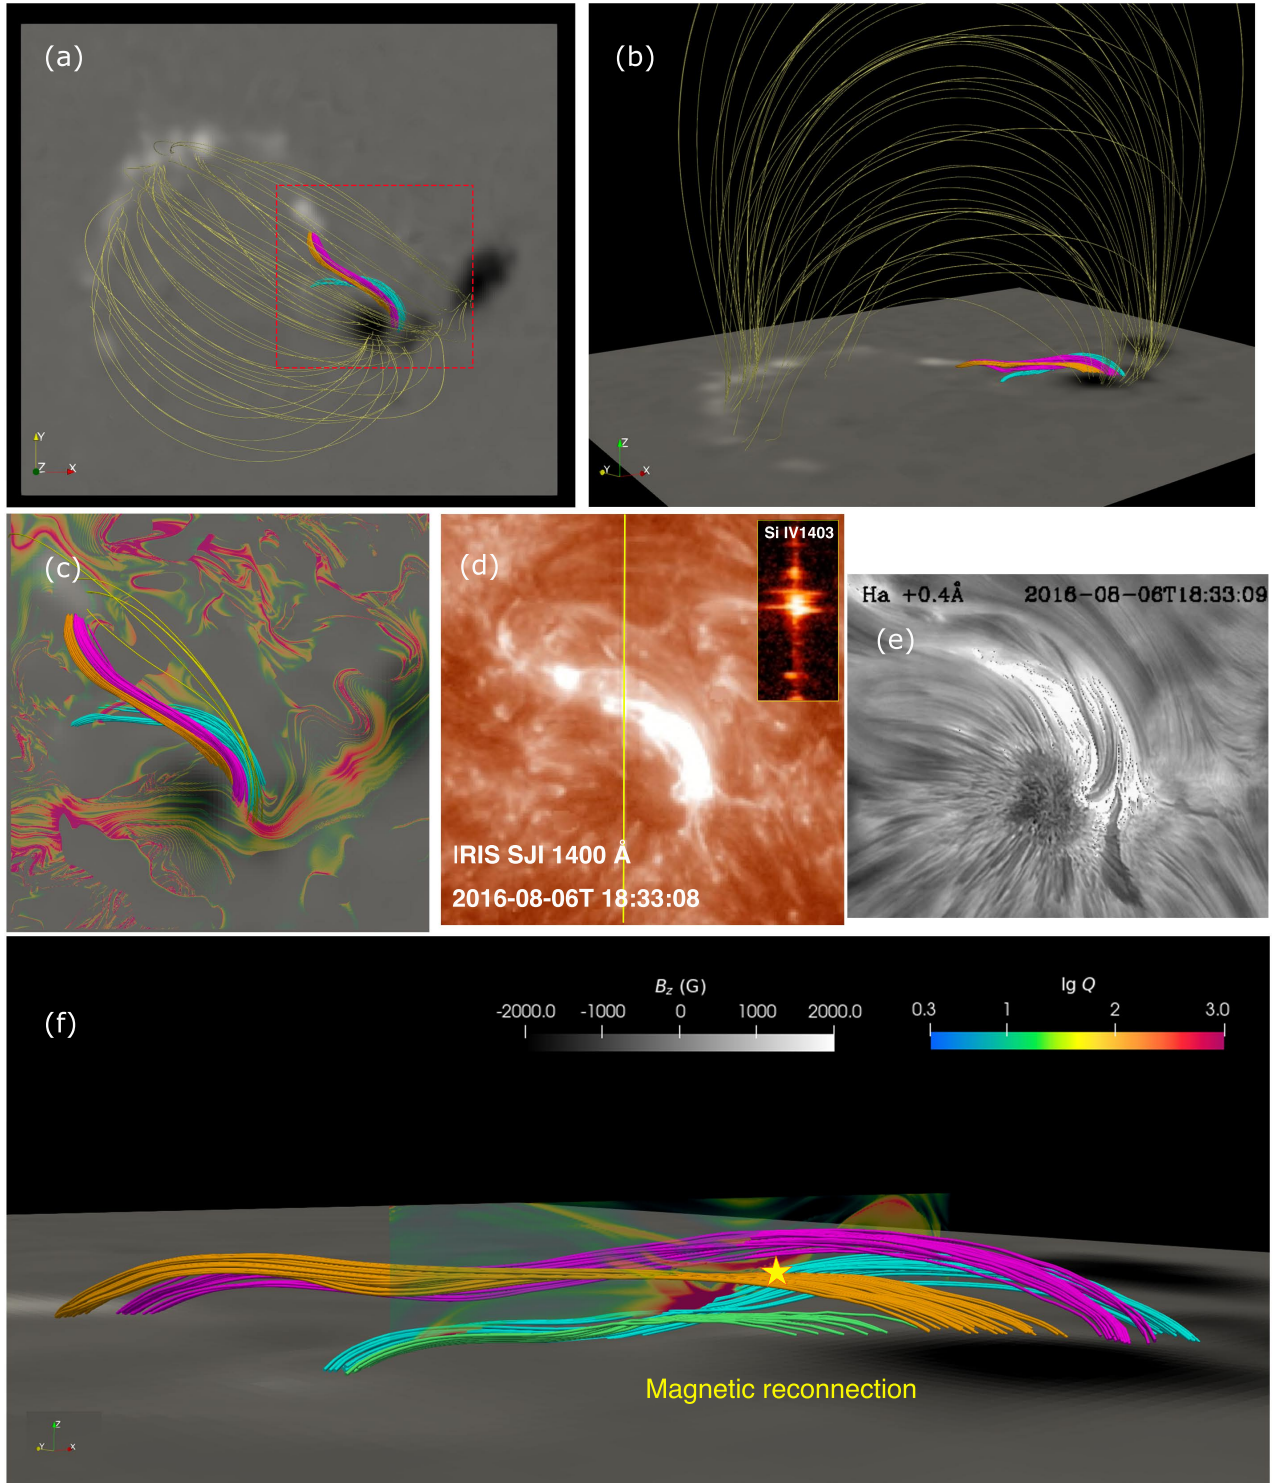 (a)
Y
Z
X
(b)
Z
Y
X
(c)
(d)
Si IV1403
IRIS SJI 1400 Å
2016-08-06T 18:33:08
Ha +0.4Å 2016-08-06T18:33:09
(e)
(f)
Bz (G)
-2000.0 -1000 0 1000 2000.0
lg Q
0.3 1 2 3.0
Magnetic reconnection
Z
Y
X